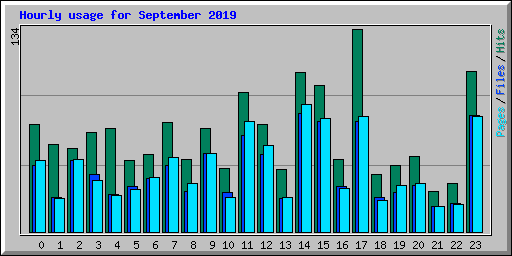 Hourly usage for September 2019
134
Pages/Files/Hits
0 1 2 3 4 5 6 7 8 9 10 11 12 13 14 15 16 17 18 19 20 21 22 23